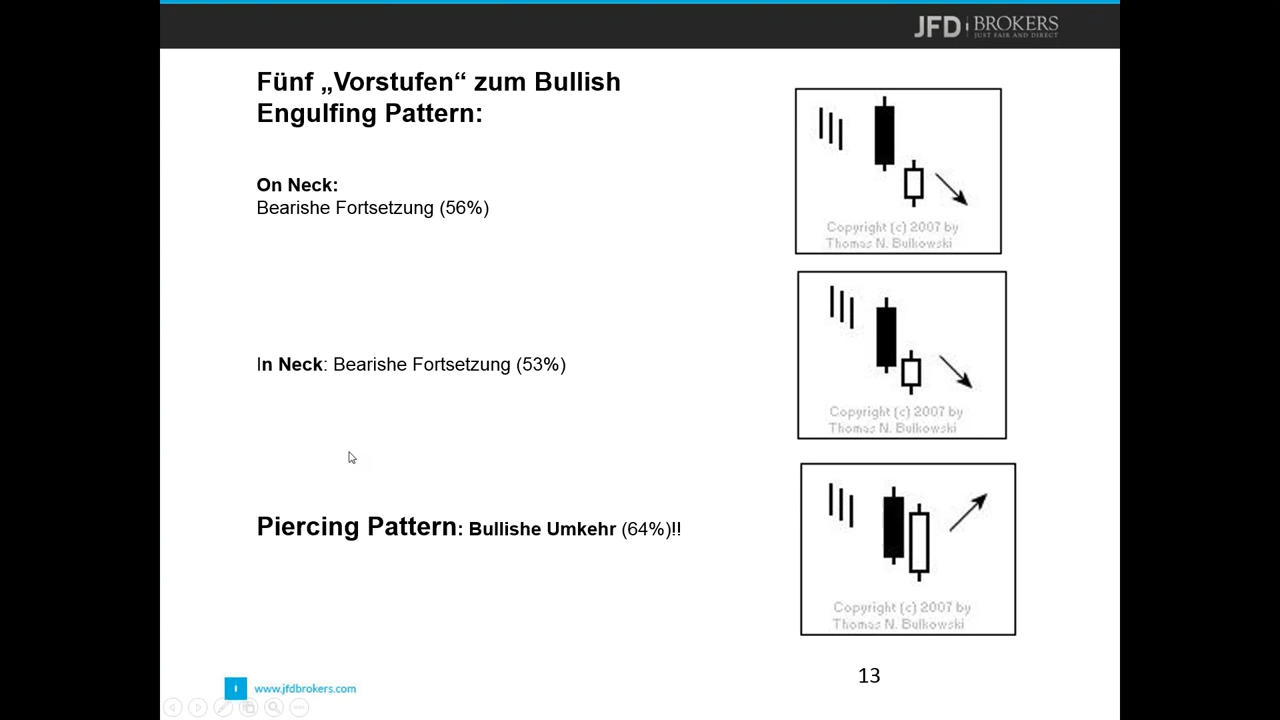 JFD BROKERS
JUST FAIR AND DIRECT
Fünf „Vorstufen“ zum Bullish
Engulfing Pattern:
On Neck:
Bearishe Fortsetzung (56%)
Copyright (c) 2007 by
Thomas N. Bulkowski
In Neck: Bearishe Fortsetzung (53%)
Copyright (c) 2007 by
Thomas N. Bulkowski
Piercing Pattern: Bullishe Umkehr (64%)!!
Copyright (c) 2007 by
Thomas N. Bulkowski
13
www.jfdbrokers.com